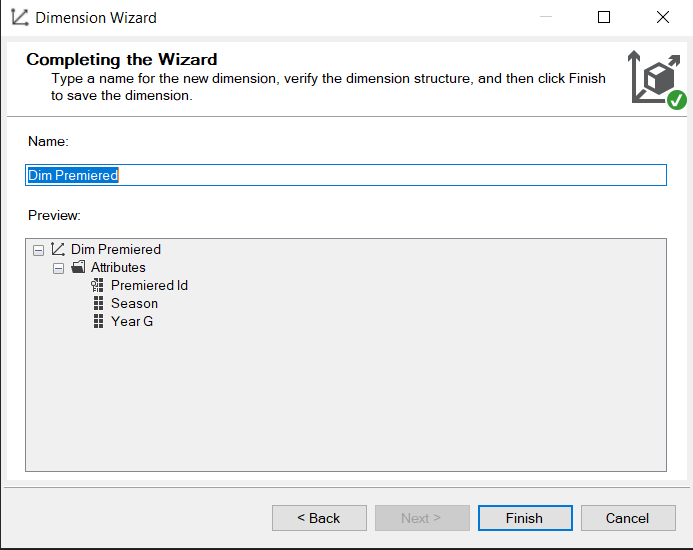 Dimension Wizard
Completing the Wizard
Type a name for the new dimension, verify the dimension structure, and then click Finish
to save the dimension.
Name:
Dim Premiered
Preview:
Dim Premiered
Attributes
Premiered Id
Season
Year G
< Back
Next >
Finish
Cancel